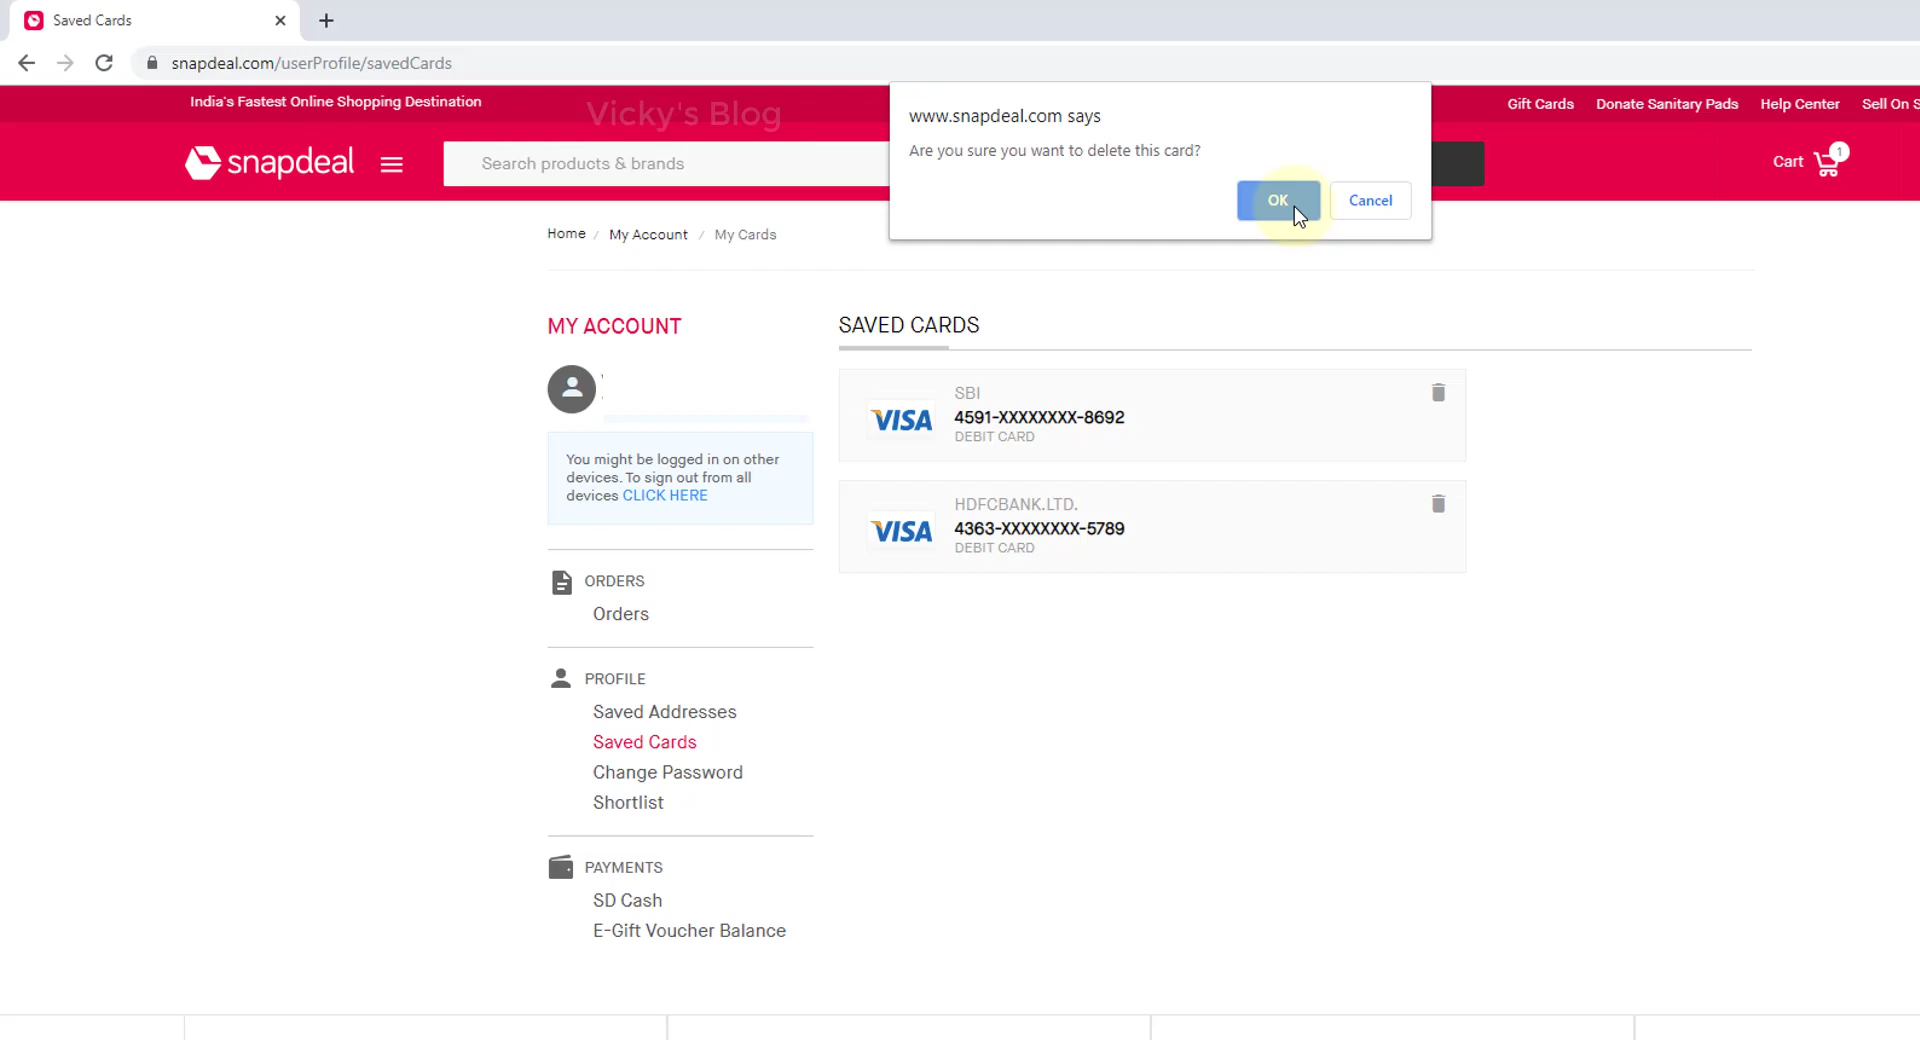 Saved Cards
snapdeal.com/userProfile/savedCards
India's Fastest Online Shopping Destination
Vicky's Blog
Gift Cards
Donate Sanitary Pads
Help Center
Sell On S
www.snapdeal.com says
Are you sure you want to delete this card?
OK
Cancel
snapdeal
Search products & brands
Cart
1
Home / My Account / My Cards
MY ACCOUNT
You might be logged in on other
devices. To sign out from all
devices CLICK HERE
ORDERS
Orders
PROFILE
Saved Addresses
Saved Cards
Change Password
Shortlist
PAYMENTS
SD Cash
E-Gift Voucher Balance
SAVED CARDS
VISA
SBI
4591-XXXXXXXX-8692
DEBIT CARD
VISA
HDFCBANK.LTD.
4363-XXXXXXXX-5789
DEBIT CARD